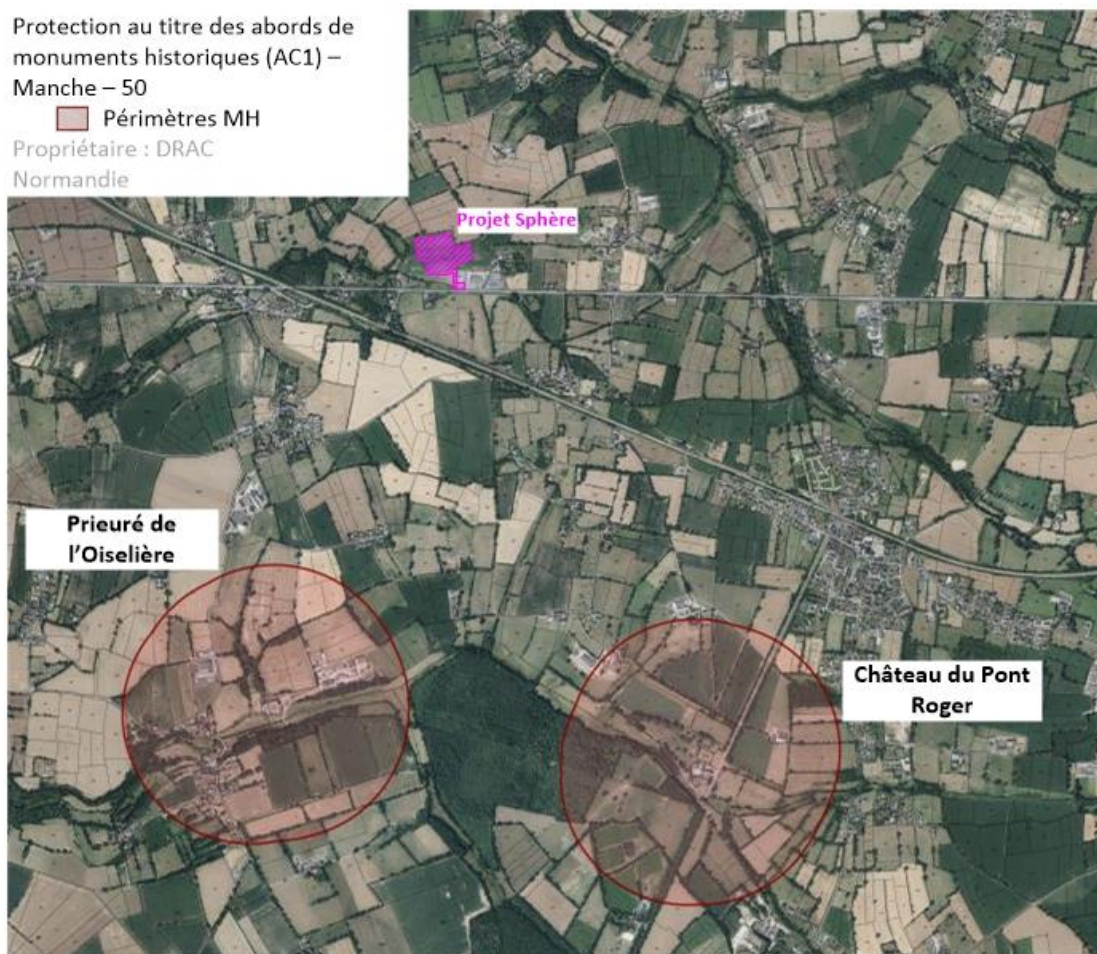 Protection au titre des abords de
monuments historiques (AC1) –
Manche – 50
Périmètres MH
Propriétaire : DRAC
Normandie
Projet Sphère
Prieuré de
l'Oiselière
Château du Pont
Roger